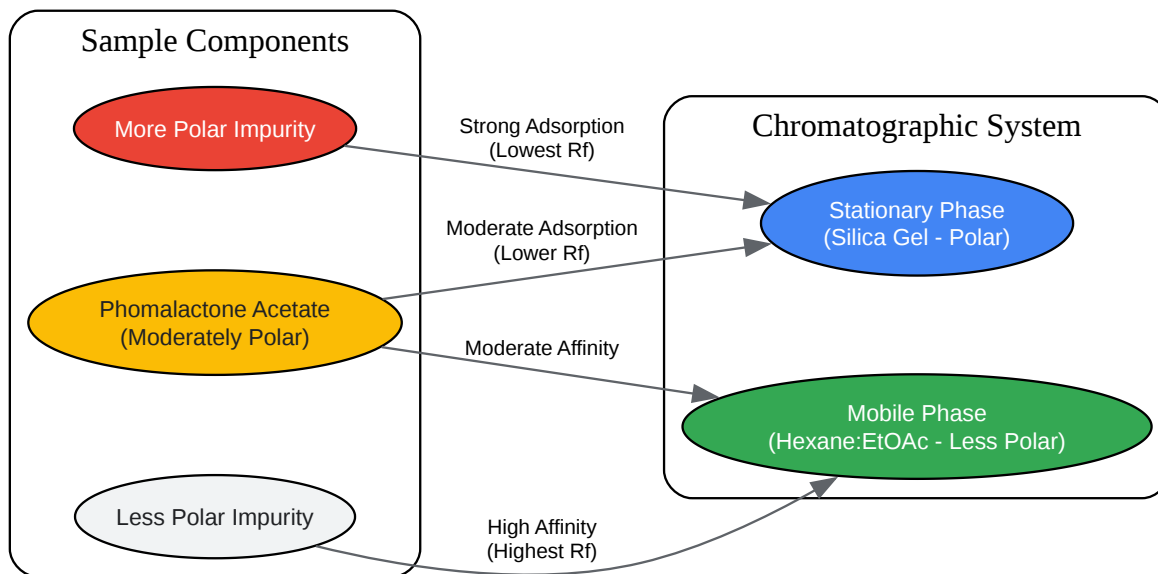 Sample Components
More Polar Impurity
Phomalactone Acetate
(Moderately Polar)
Less Polar Impurity
Strong Adsorption
(Lowest Rf)
Moderate Adsorption
(Lower Rf)
Moderate Affinity
High Affinity
(Highest Rf)
Chromatographic System
Stationary Phase
(Silica Gel - Polar)
Mobile Phase
(Hexane:EtOAc - Less Polar)